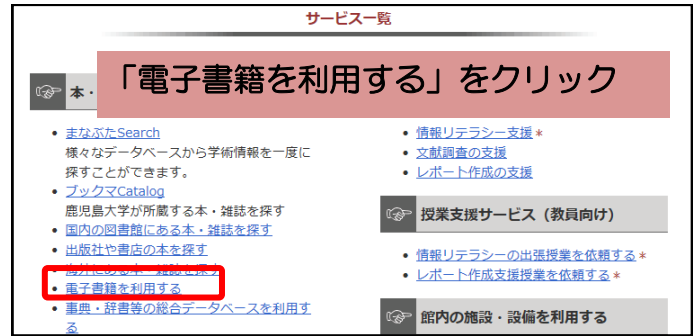 サービス一覧
「電子書籍を利用する」をクリック
本・
まなぶたSearch
様々なデータベースから学術情報を一度に
探すことができます。
ブックマCatalog
鹿児島大学が所蔵する本・雑誌を探す
国内の図書館にある本・雑誌を探す
出版社や書店の本を探す
海外にある本・雑誌を探す
電子書籍を利用する
事典・辞書等の総合データベースを利用す
る
情報リテラシー支援*
文献調査の支援
レポート作成の支援
授業支援サービス（教員向け）
情報リテラシーの出張授業を依頼する*
レポート作成支援授業を依頼する*
館内の施設・設備を利用する